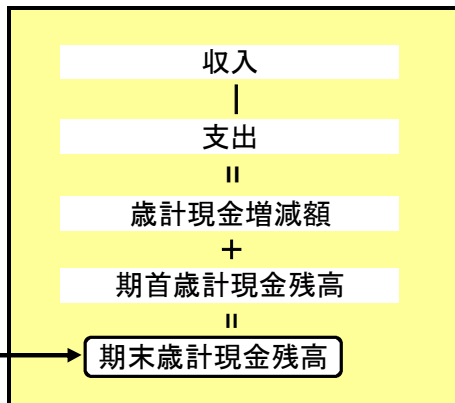 収入
|
支出
=
歳計現金増減額
+
期首歳計現金残高
=
期末歳計現金残高